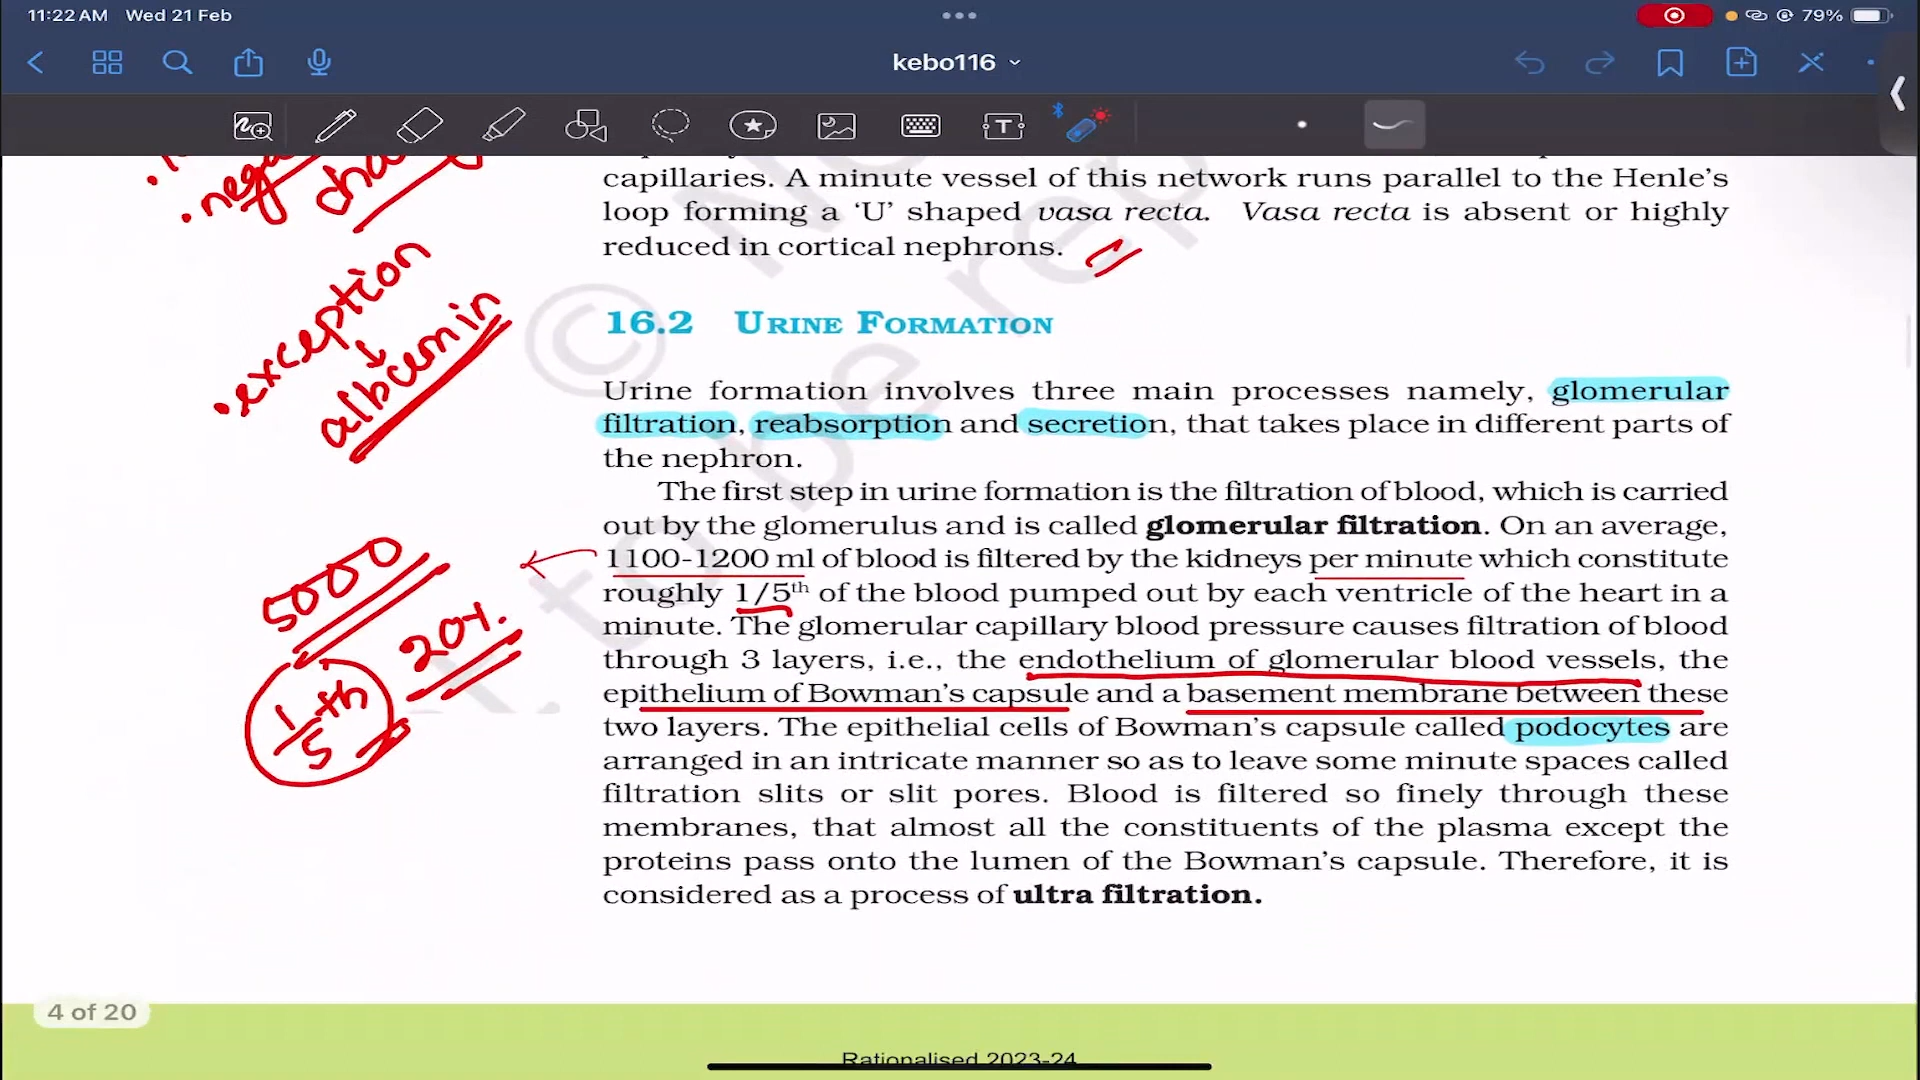 11:22 AM Wed 21 Feb
79%
kebo116
T
nega
cha
capillaries. A minute vessel of this network runs parallel to the Henle's
loop forming a 'U' shaped vasa recta. Vasa recta is absent or highly
reduced in cortical nephrons.
.exception
albumin
16.2 URINE FORMATION
Urine formation involves three main processes namely, glomerular
filtration, reabsorption and secretion, that takes place in different parts of
the nephron.
The first step in urine formation is the filtration of blood, which is carried
out by the glomerulus and is called glomerular filtration. On an average,
1100-1200 ml of blood is filtered by the kidneys per minute which constitute
roughly 1/5th of the blood pumped out by each ventricle of the heart in a
minute. The glomerular capillary blood pressure causes filtration of blood
through 3 layers, i.e., the endothelium of glomerular blood vessels, the
epithelium of Bowman's capsule and a basement membrane between these
two layers. The epithelial cells of Bowman's capsule called podocytes are
arranged in an intricate manner so as to leave some minute spaces called
filtration slits or slit pores. Blood is filtered so finely through these
membranes, that almost all the constituents of the plasma except the
proteins pass onto the lumen of the Bowman's capsule. Therefore, it is
considered as a process of ultra filtration.
5000
20%.
1/5 th
4 of 20
Rationalised 2023-24